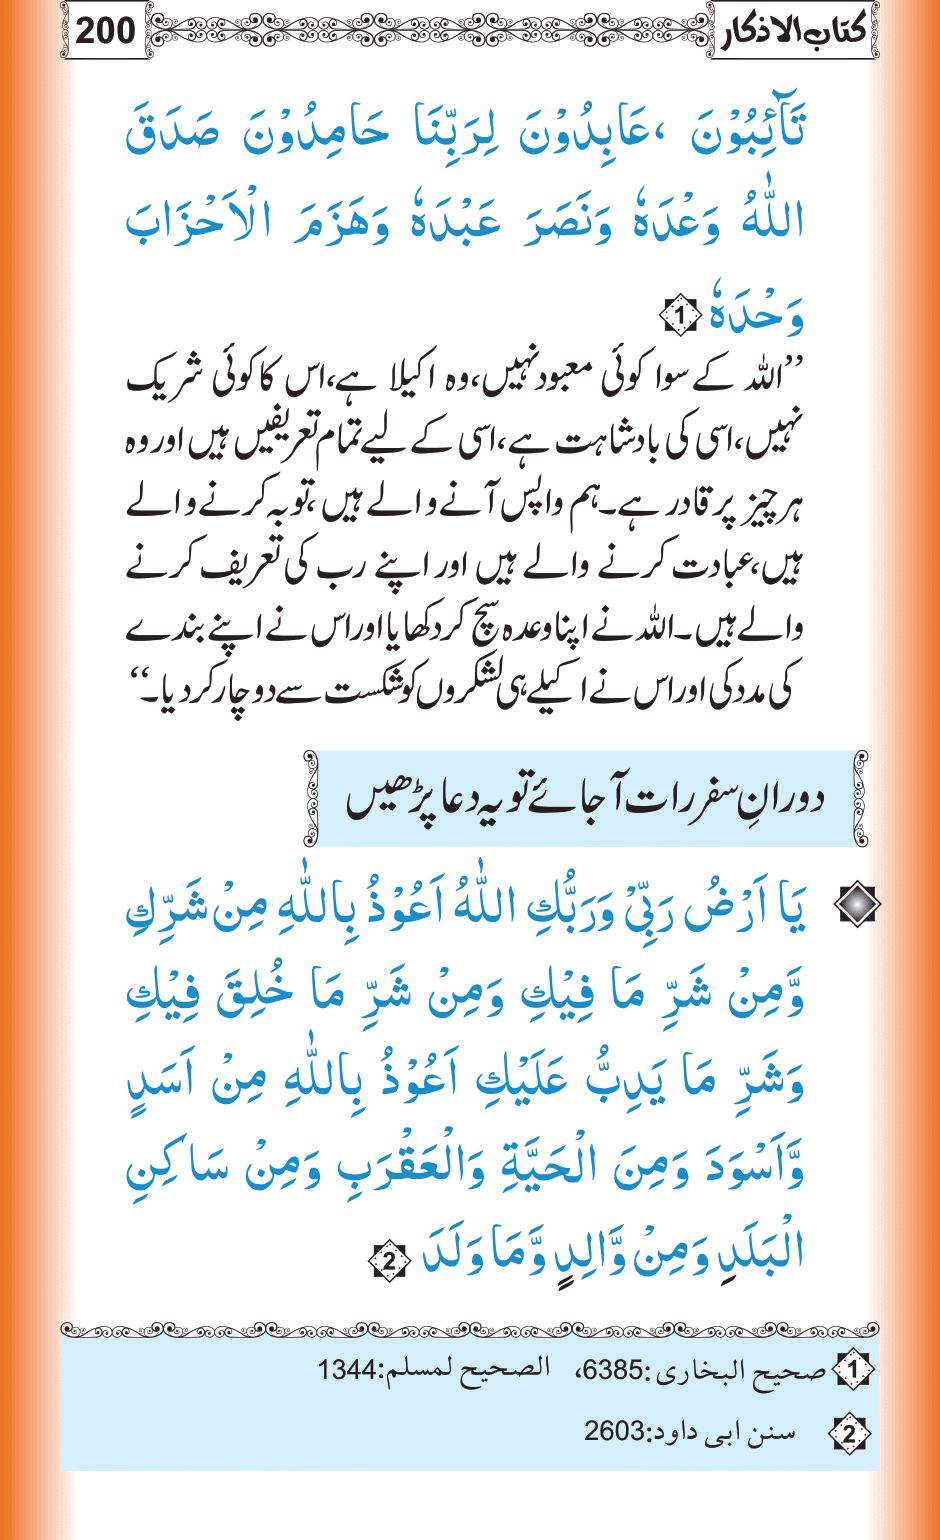 كتاب الاذكار 200
تَآئِبُوْنَ ،عَابِدُوْنَ لِرَبِّنَا حَامِدُوْنَ صَدَقَ
اللّٰهُ وَعْدَهٗ وَنَصَرَ عَبْدَهٗ وَهَزَمَ الْاَحْزَابَ
وَحْدَهٗ 1
’’اللہ کے سوا کوئی معبود نہیں، وہ اکیلا ہے، اس کا کوئی شریک
نہیں، اسی کی بادشاہت ہے، اسی کے لیے تمام تعریفیں ہیں اور وہ
ہر چیز پر قادر ہے۔ ہم واپس آنے والے ہیں، توبہ کرنے والے
ہیں، عبادت کرنے والے ہیں اور اپنے رب کی تعریف کرنے
والے ہیں۔ اللہ نے اپنا وعدہ سچ کر دکھایا اور اس نے اپنے بندے
کی مدد کی اور اس نے اکیلے ہی لشکروں کو شکست سے دوچار کر دیا۔‘‘
دورانِ سفر رات آ جائے تو یہ دعا پڑھیں
يَا اَرْضُ رَبِّيْ وَرَبُّكِ اللّٰهُ اَعُوْذُ بِاللّٰهِ مِنْ شَرِّكِ
وَّمِنْ شَرِّ مَا فِيْكِ وَمِنْ شَرِّ مَا خُلِقَ فِيْكِ
وَشَرِّ مَا يَدِبُّ عَلَيْكِ اَعُوْذُ بِاللّٰهِ مِنْ اَسَدٍ
وَّاَسْوَدَ وَمِنَ الْحَيَّةِ وَالْعَقْرَبِ وَمِنْ سَاكِنِ
الْبَلَدِ وَمِنْ وَّالِدٍ وَّمَا وَلَدَ 2
1 صحیح البخاری :6385، الصحیح لمسلم:1344
2 سنن ابی داود:2603